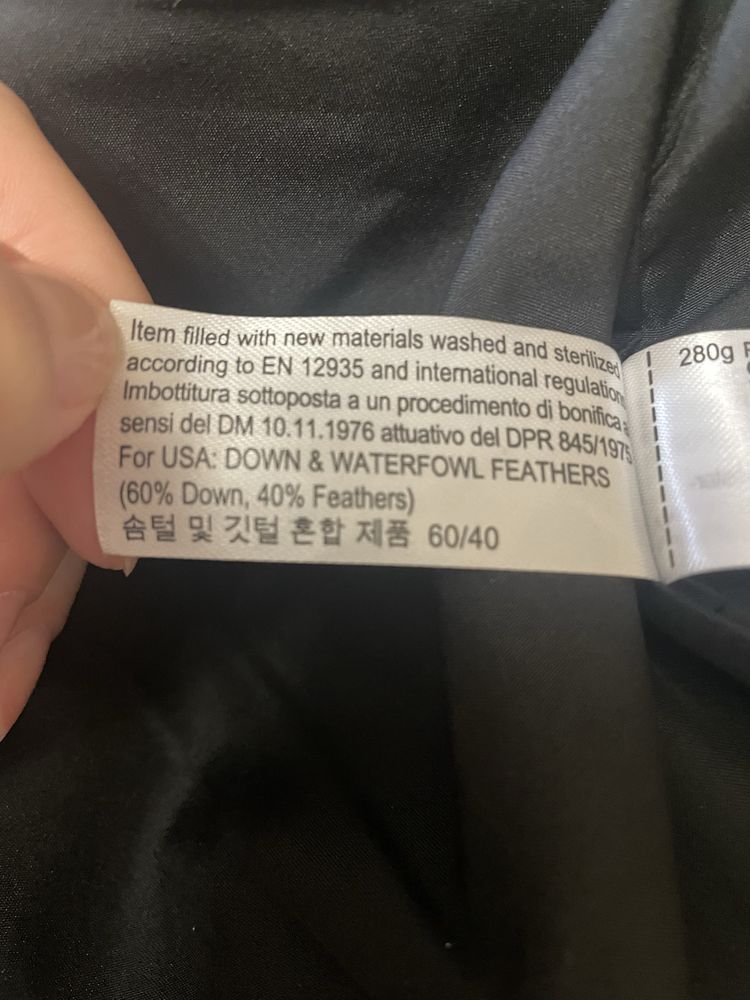 Item filled with new materials washed and sterilized
according to EN 12935 and international regulation
Imbottitura sottoposta a un procedimento di bonifica a
sensi del DM 10.11.1976 attuativo del DPR 845/1975
For USA: DOWN & WATERFOWL FEATHERS
(60% Down, 40% Feathers)
솜털 및 깃털 혼합 제품 60/40
280g